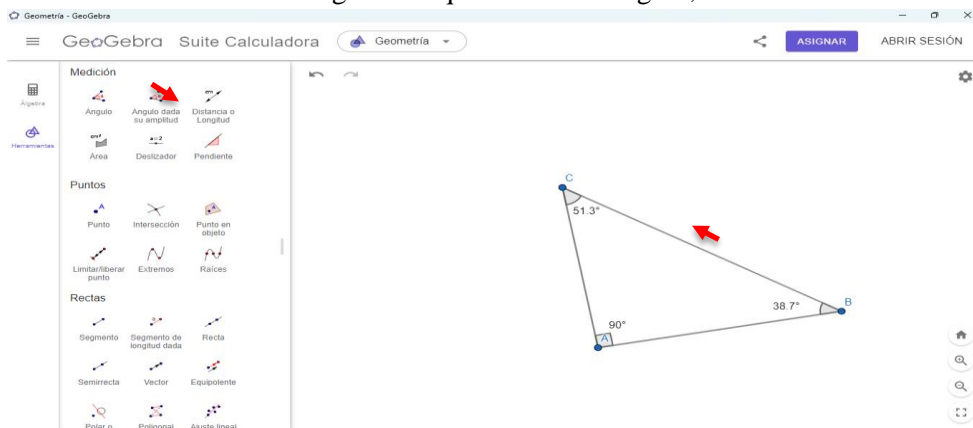 Geometría - GeoGebra
GeoGebra Suite Calculadora Geometría ASIGNAR ABRIR SESIÓN
Álgebra
Herramientas
Medición
Ángulo Ángulo dada su amplitud Distancia o Longitud
cm²
a=2
Área Deslizador Pendiente
Puntos
A
Punto Intersección Punto en objeto
Limitar/liberar punto Extremos Raíces
Rectas
Segmento Segmento de longitud dada Recta
Semirrecta Vector Equipolente
Polar o Poligonal Ajuste lineal
C
51.3°
38.7°
B
90°
A